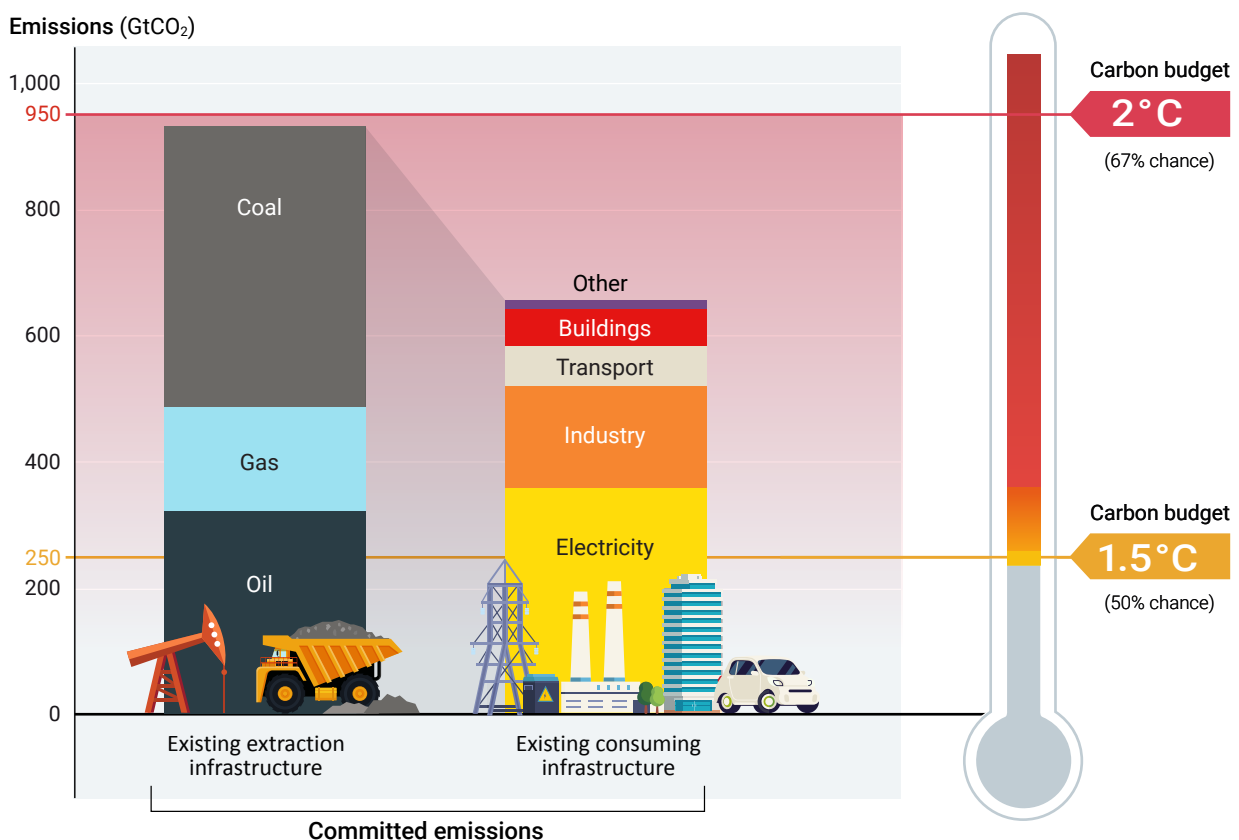 Emissions (GtCO₂)
1,000
950
800
600
400
250
200
0
Coal
Gas
Oil
Other
Buildings
Transport
Industry
Electricity
Existing extraction
infrastructure
Existing consuming
infrastructure
Committed emissions
Carbon budget
2°C
(67% chance)
Carbon budget
1.5°C
(50% chance)